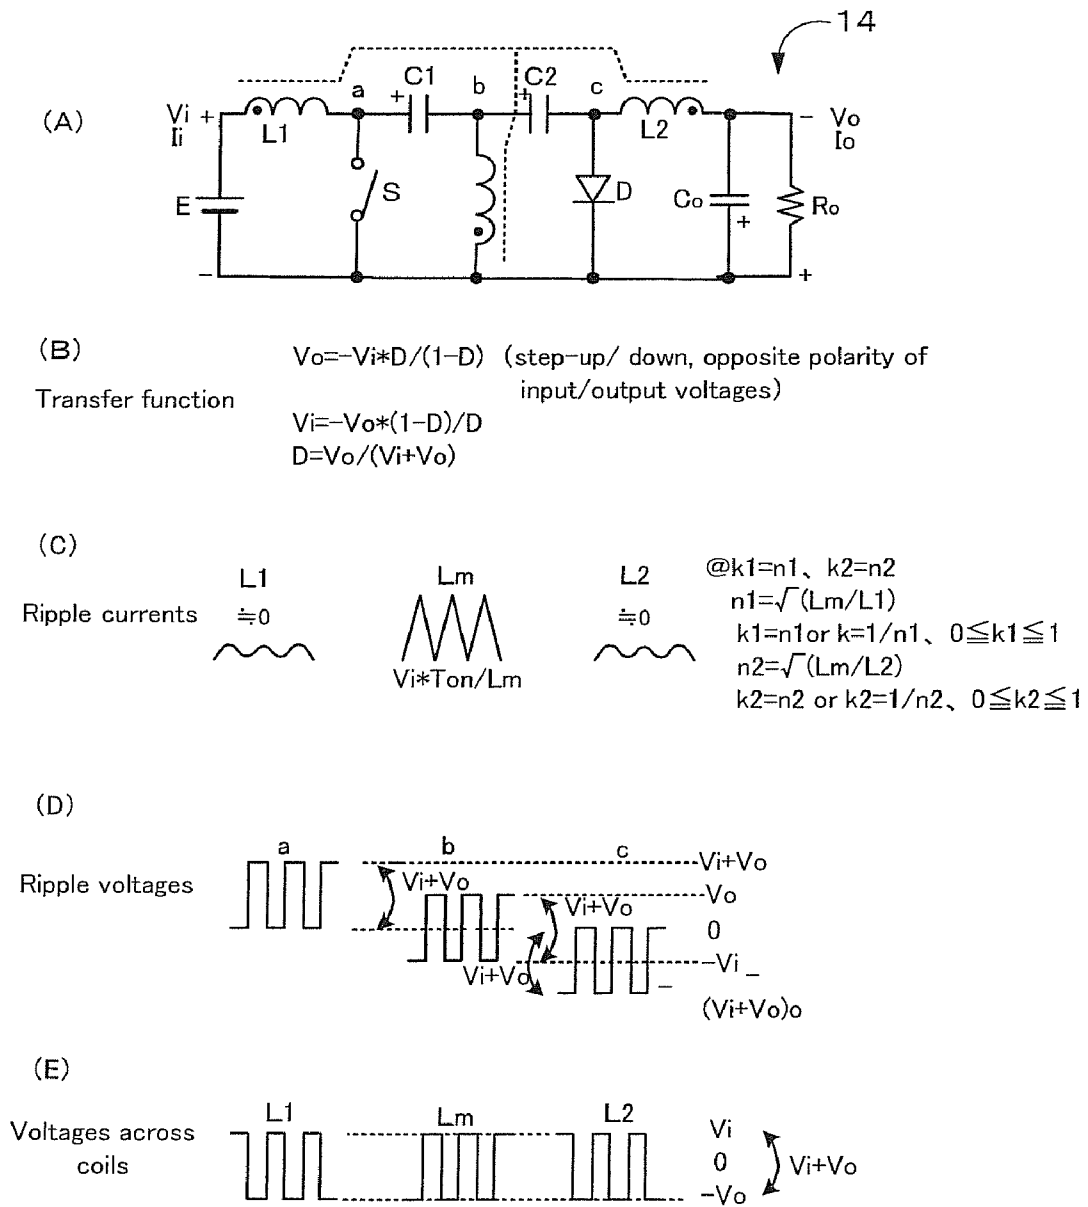 14
(A)
Vi +
Ii
L1
a
+
C1
b
+
C2
c
L2
−
Vo
Io
E
S
D
Co
+
Ro
−
+
(B)
Transfer function
Vo=−Vi*D/(1−D) (step-up/ down, opposite polarity of
input/output voltages)
Vi=−Vo*(1−D)/D
D=Vo/(Vi+Vo)
(C)
Ripple currents
L1
≒0
Lm
Vi*Ton/Lm
L2
≒0
@k1=n1、k2=n2
n1=√(Lm/L1)
k1=n1or k=1/n1、0≦k1≦1
n2=√(Lm/L2)
k2=n2 or k2=1/n2、0≦k2≦1
(D)
Ripple voltages
a
b
c
Vi+Vo
Vi+Vo
Vo
Vi+Vo
0
Vi+Vo
−Vi −
−
(Vi+Vo)o
(E)
Voltages across
coils
L1
Lm
L2
Vi
0
−Vo
Vi+Vo